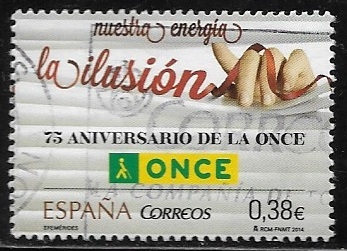 nuestra energía
la ilusión
75 ANIVERSARIO DE LA ONCE
ONCE
ESPAÑA CORREOS 0,38€
EFEMÉRIDES RCM-FNMT 2014